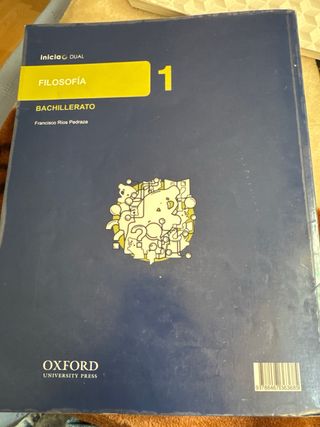 Inicia DUAL
FILOSOFÍA
1
BACHILLERATO
Francisco Ríos Pedraza
OXFORD
UNIVERSITY PRESS